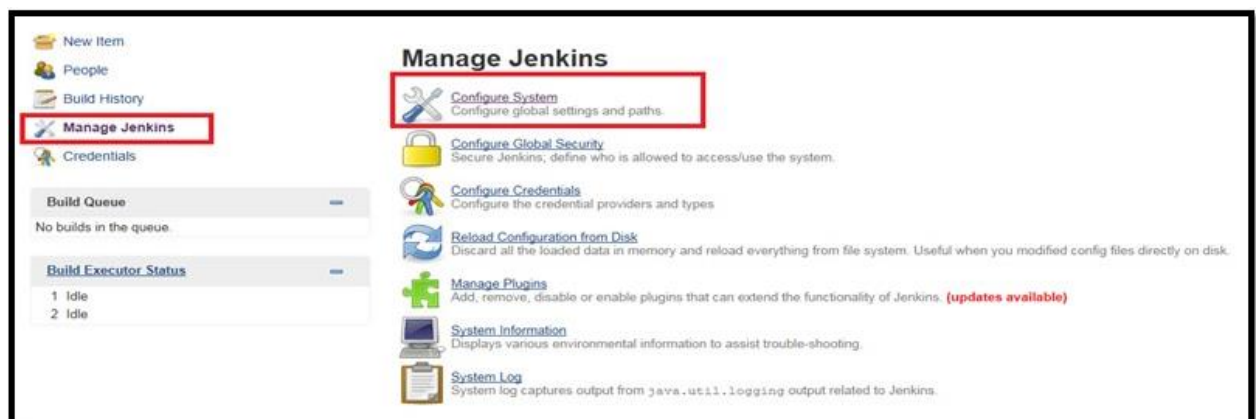 New Item
People
Build History
Manage Jenkins
Credentials
Build Queue
No builds in the queue.
Build Executor Status
1 Idle
2 Idle
Manage Jenkins
Configure System
Configure global settings and paths.
Configure Global Security
Secure Jenkins; define who is allowed to access/use the system.
Configure Credentials
Configure the credential providers and types
Reload Configuration from Disk
Discard all the loaded data in memory and reload everything from file system. Useful when you modified config files directly on disk.
Manage Plugins
Add, remove, disable or enable plugins that can extend the functionality of Jenkins. (updates available)
System Information
Displays various environmental information to assist trouble-shooting.
System Log
System log captures output from java.util.logging output related to Jenkins.